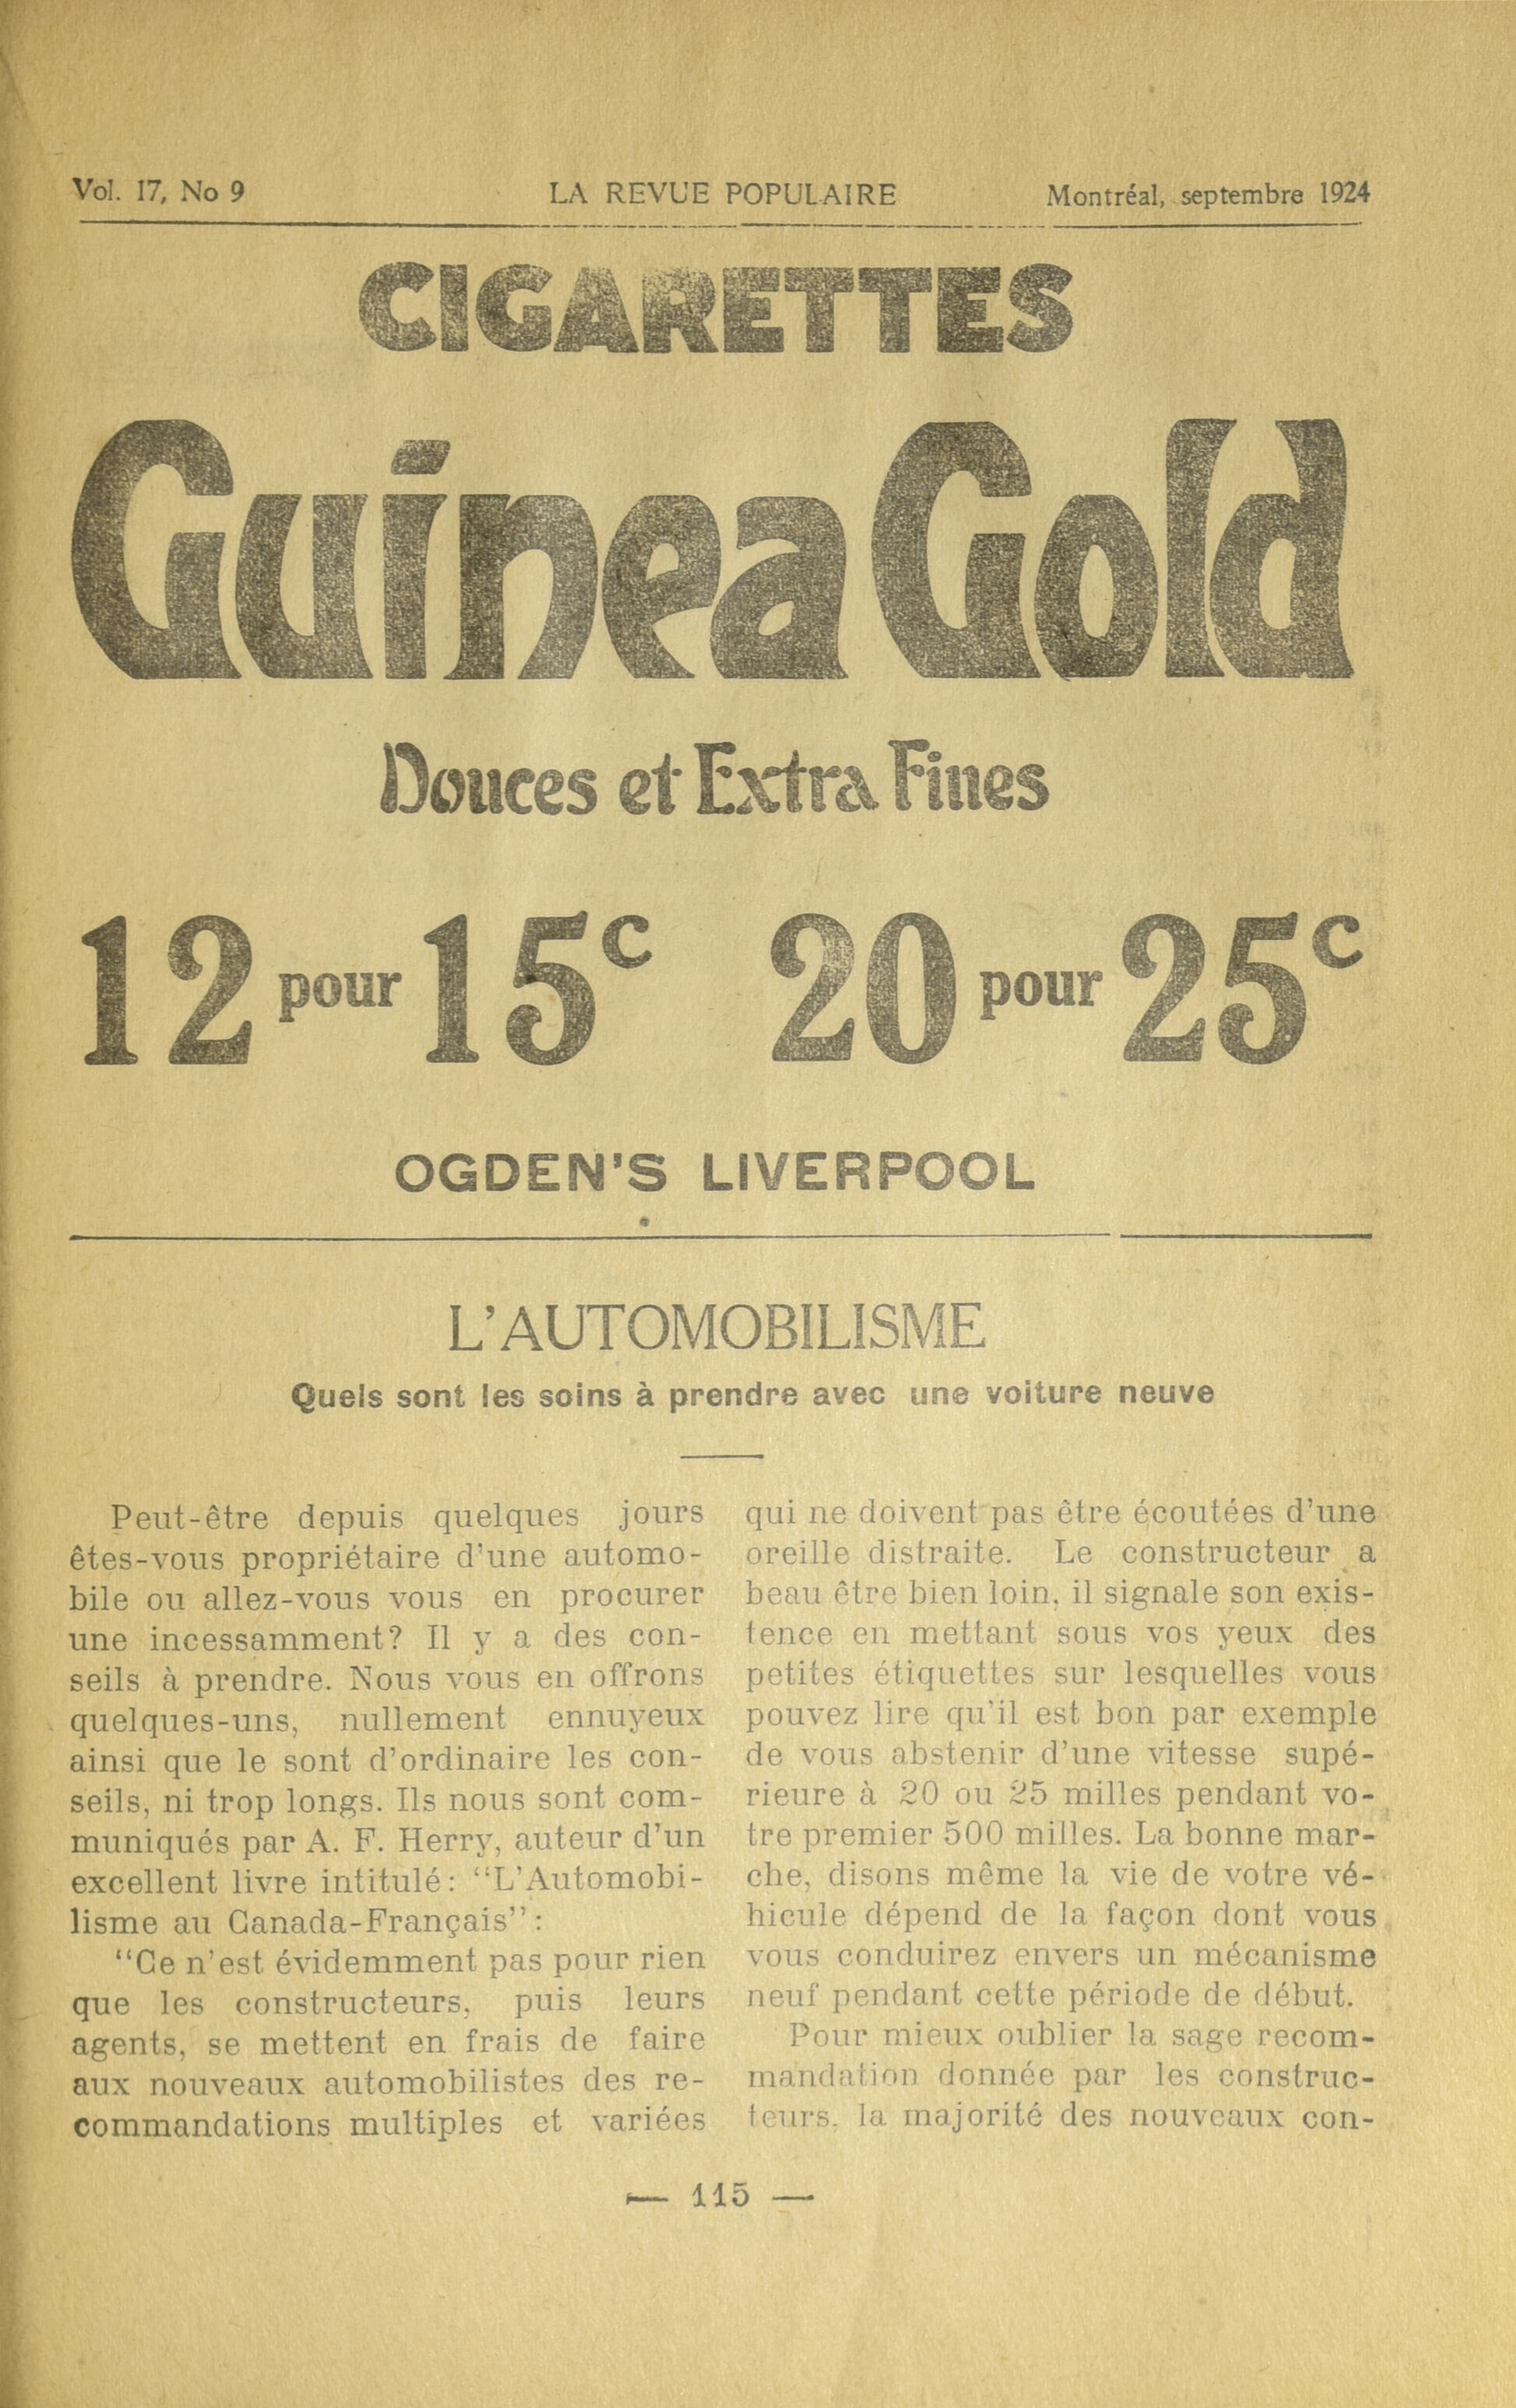 Vol. 17, No 9 LA REVUE POPULAIRE Montréal, septembre 1924
CIGARETTES
Guinea Gold
Douces et Extra Fines
12 pour 15c 20 pour 25c
OGDEN'S LIVERPOOL
L'AUTOMOBILISME
Quels sont les soins à prendre avec une voiture neuve
Peut-être depuis quelques jours
êtes-vous propriétaire d'une automo-
bile ou allez-vous vous en procurer
une incessamment? Il y a des con-
seils à prendre. Nous vous en offrons
quelques-uns, nullement ennuyeux
ainsi que le sont d'ordinaire les con-
seils, ni trop longs. Ils nous sont com-
muniqués par A. F. Herry, auteur d'un
excellent livre intitulé: "L'Automobi-
lisme au Canada-Français":
"Ce n'est évidemment pas pour rien
que les constructeurs, puis leurs
agents, se mettent en frais de faire
aux nouveaux automobilistes des re-
commandations multiples et variées
qui ne doivent pas être écoutées d'une
oreille distraite. Le constructeur a
beau être bien loin, il signale son exis-
tence en mettant sous vos yeux des
petites étiquettes sur lesquelles vous
pouvez lire qu'il est bon par exemple
de vous abstenir d'une vitesse supé-
rieure à 20 ou 25 milles pendant vo-
tre premier 500 milles. La bonne mar-
che, disons même la vie de votre vé-
hicule dépend de la façon dont vous
vous conduirez envers un mécanisme
neuf pendant cette période de début.
Pour mieux oublier la sage recom-
mandation donnée par les construc-
teurs, la majorité des nouveaux con-
— 115 —